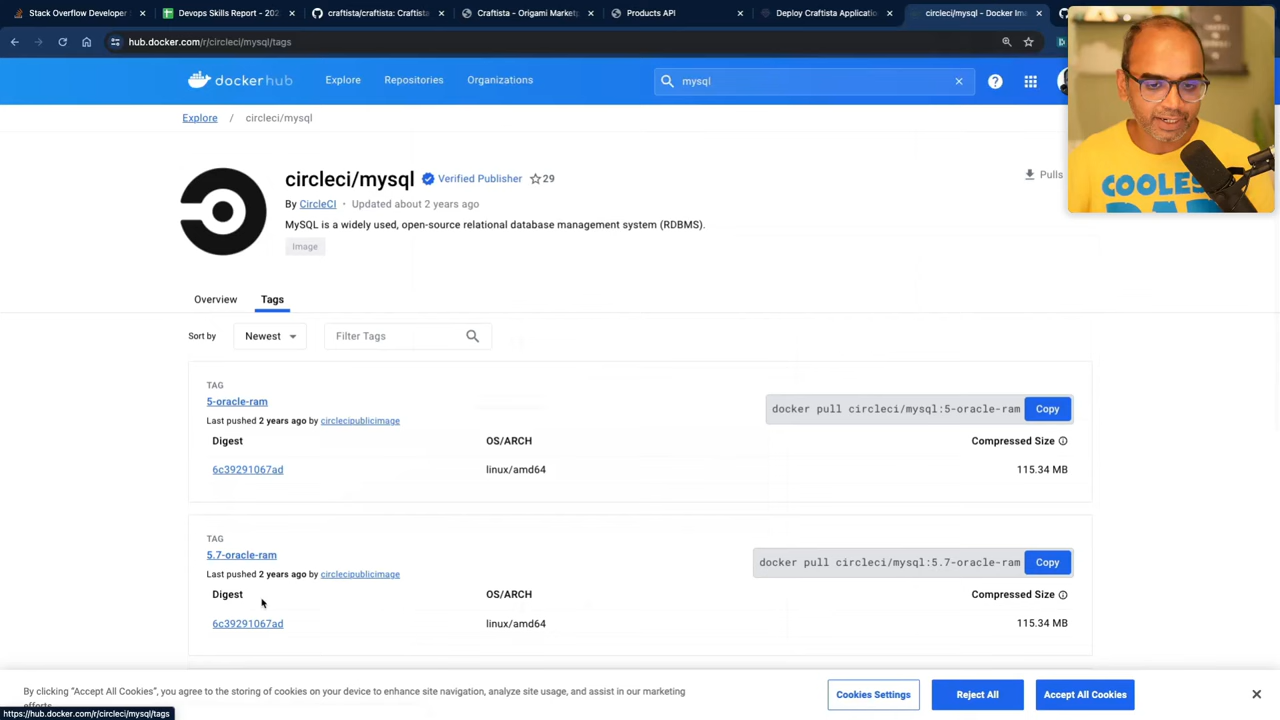 Stack Overflow Developer
Devops Skills Report - 202
craftista/craftista: Craftista
Craftista - Origami Market
Products API
Deploy Craftista Application
circleci/mysql - Docker Ima
hub.docker.com/r/circleci/mysql/tags
dockerhub
Explore
Repositories
Organizations
mysql
Explore / circleci/mysql
circleci/mysql
Verified Publisher
29
Pulls
By CircleCI · Updated about 2 years ago
MySQL is a widely used, open-source relational database management system (RDBMS).
Image
COOLES
Overview
Tags
Sort by
Newest
Filter Tags
TAG
5-oracle-ram
Last pushed 2 years ago by circlecipublicimage
docker pull circleci/mysql:5-oracle-ram
Copy
Digest
OS/ARCH
Compressed Size
6c39291067ad
linux/amd64
115.34 MB
TAG
5.7-oracle-ram
Last pushed 2 years ago by circlecipublicimage
docker pull circleci/mysql:5.7-oracle-ram
Copy
Digest
OS/ARCH
Compressed Size
6c39291067ad
linux/amd64
115.34 MB
By clicking “Accept All Cookies”, you agree to the storing of cookies on your device to enhance site navigation, analyze site usage, and assist in our marketing
efforts.
Cookies Settings
Reject All
Accept All Cookies
https://hub.docker.com/r/circleci/mysql/tags